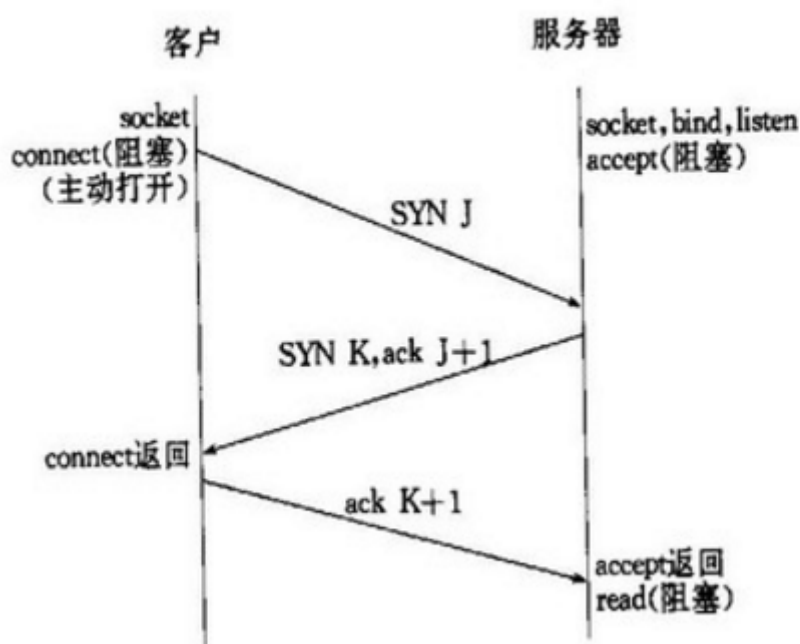 客户
服务器
socket
connect(阻塞)
(主动打开)
socket,bind,listen
accept(阻塞)
SYN J
SYN K,ack J+1
connect返回
ack K+1
accept返回
read(阻塞)